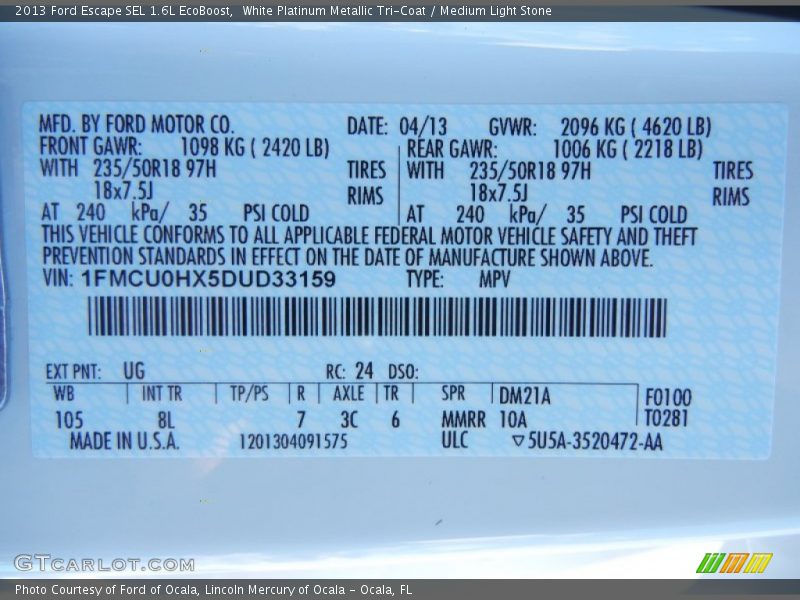 2013 Ford Escape SEL 1.6L EcoBoost,  White Platinum Metallic Tri-Coat / Medium Light Stone
MFD. BY FORD MOTOR CO. DATE: 04/13 GVWR: 2096 KG ( 4620 LB)
FRONT GAWR: 1098 KG ( 2420 LB) REAR GAWR: 1006 KG ( 2218 LB)
WITH 235/50R18 97H TIRES WITH 235/50R18 97H TIRES
18x7.5J RIMS 18x7.5J RIMS
AT 240 kPa/ 35 PSI COLD AT 240 kPa/ 35 PSI COLD
THIS VEHICLE CONFORMS TO ALL APPLICABLE FEDERAL MOTOR VEHICLE SAFETY AND THEFT
PREVENTION STANDARDS IN EFFECT ON THE DATE OF MANUFACTURE SHOWN ABOVE.
VIN: 1FMCU0HX5DUD33159 TYPE: MPV
EXT PNT: UG RC: 24 DSO:
WB INT TR TP/PS R AXLE TR SPR DM21A F0100
105 8L 7 3C 6 MMRR 10A T0281
MADE IN U.S.A. 1201304091575 ULC ▽5U5A-3520472-AA
GTCARLOT.COM
Photo Courtesy of Ford of Ocala, Lincoln Mercury of Ocala - Ocala, FL